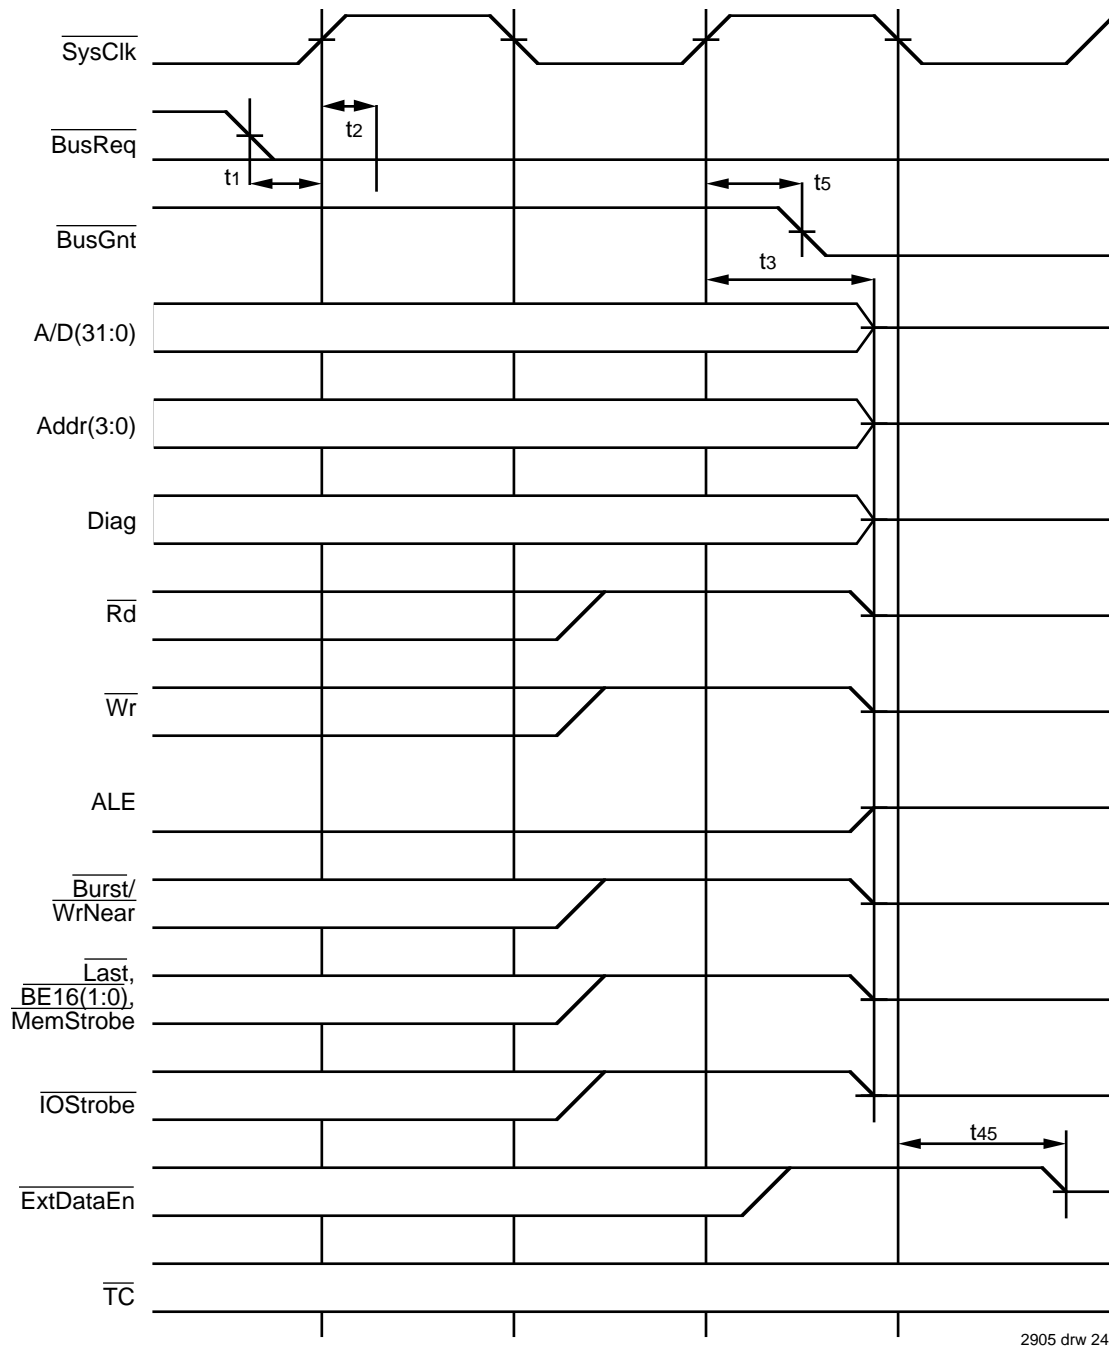 SysClk
BusReq
t2
t1
t5
BusGnt
t3
A/D(31:0)
Addr(3:0)
Diag
Rd
Wr
ALE
Burst/
WrNear
Last,
BE16(1:0),
MemStrobe
IOStrobe
t45
ExtDataEn
TC
2905 drw 24